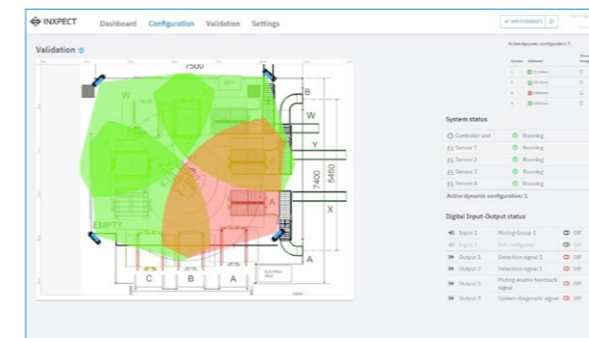 INXPECT
Dashboard Configuration Validation Settings
APPLY CHANGES
Validation
Active dynamic configuration: 1
7500
B
W
W
Y
7400
5450
A
X
EMPTY
A
C B A
System status
Controller unit Running
Sensor 1 Running
Sensor 2 Running
Sensor 3 Running
Sensor 4 Running
Active dynamic configuration: 1
Digital Input-Output status
Input 1 Muting Group 1 Off
Input 2 Not configured Off
Output 1 Detection signal 1 Off
Output 2 Detection signal 1 Off
Output 3 Muting enable feedback signal Off
Output 4 System diagnostic signal Off